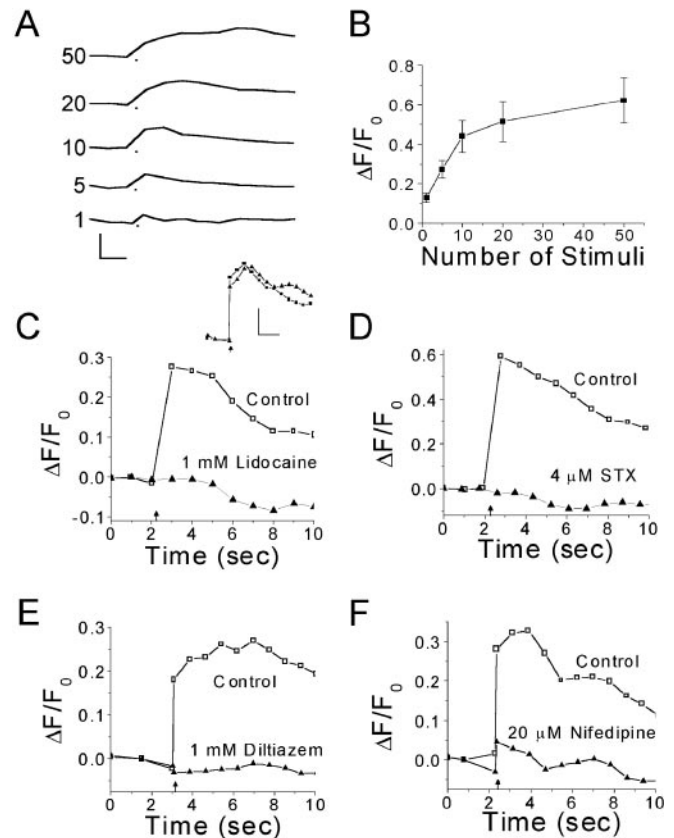 A
50
20
10
5
1
B
ΔF/F0
0.8
0.6
0.4
0.2
0.0
0 10 20 30 40 50
Number of Stimuli
C
ΔF/F0
0.3
0.2
0.1
0.0
-0.1
Control
1 mM Lidocaine
0 2 4 6 8 10
Time (sec)
D
ΔF/F0
0.6
0.4
0.2
0.0
Control
4 μM STX
0 2 4 6 8 10
Time (sec)
E
ΔF/F0
0.3
0.2
0.1
0.0
Control
1 mM Diltiazem
0 2 4 6 8 10
Time (sec)
F
ΔF/F0
0.3
0.2
0.1
0.0
Control
20 μM Nifedipine
0 2 4 6 8 10
Time (sec)